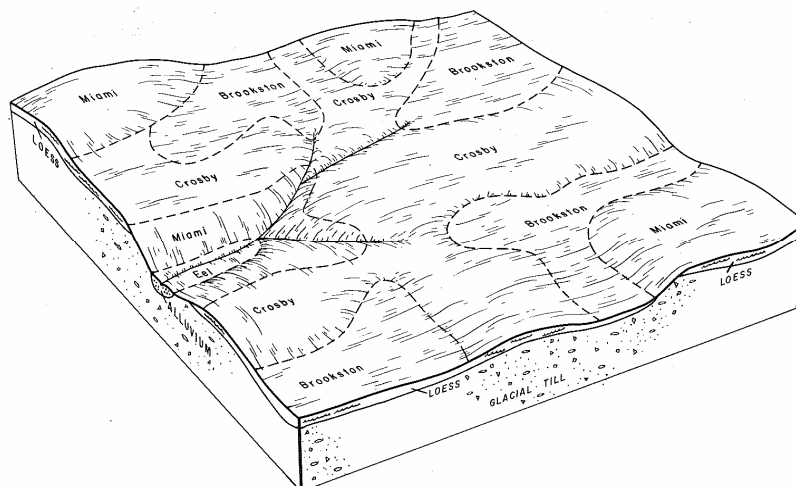 Miami
Miami
Brookston
Brookston
Crosby
LOESS
Crosby
Crosby
Miami
Brookston
Miami
Eel
LOESS
Crosby
ALLUVIUM
Brookston
LOESS
GLACIAL TILL